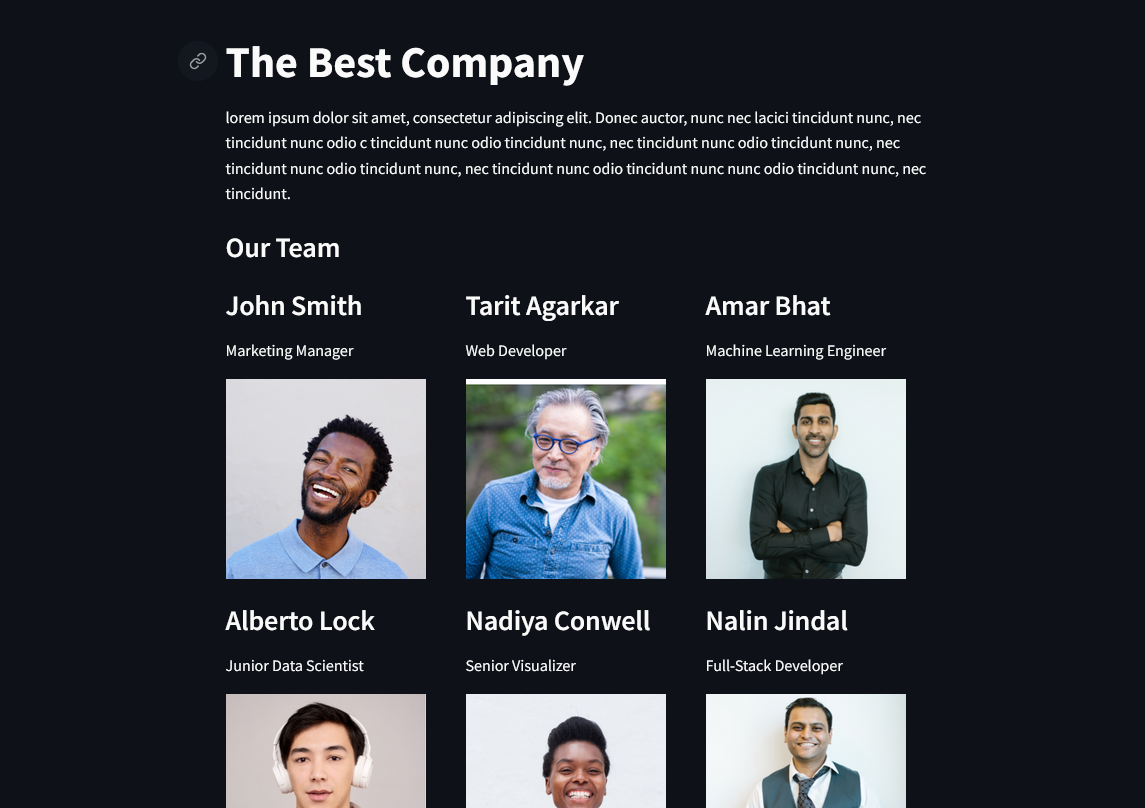 The Best Company
lorem ipsum dolor sit amet, consectetur adipiscing elit. Donec auctor, nunc nec lacici tincidunt nunc, nec
tincidunt nunc odio c tincidunt nunc odio tincidunt nunc, nec tincidunt nunc odio tincidunt nunc, nec
tincidunt nunc odio tincidunt nunc, nec tincidunt nunc odio tincidunt nunc nunc odio tincidunt nunc, nec
tincidunt.
Our Team
John Smith Tarit Agarkar Amar Bhat
Marketing Manager Web Developer Machine Learning Engineer
Alberto Lock Nadiya Conwell Nalin Jindal
Junior Data Scientist Senior Visualizer Full-Stack Developer